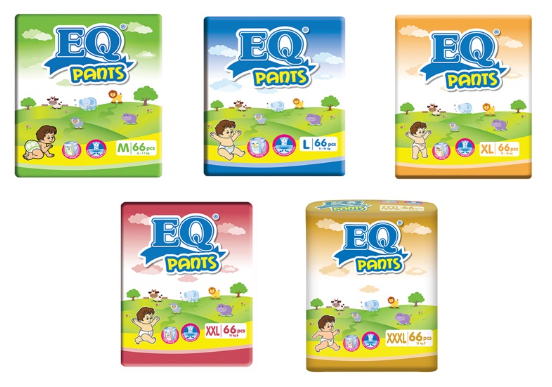 EQ®
PANTS
M 66 pcs
EQ®
PANTS
L 66 pcs
EQ®
PANTS
XL 66 pcs
EQ®
PANTS
XXL 66 pcs
EQ®
PANTS
XXXL 66 pcs